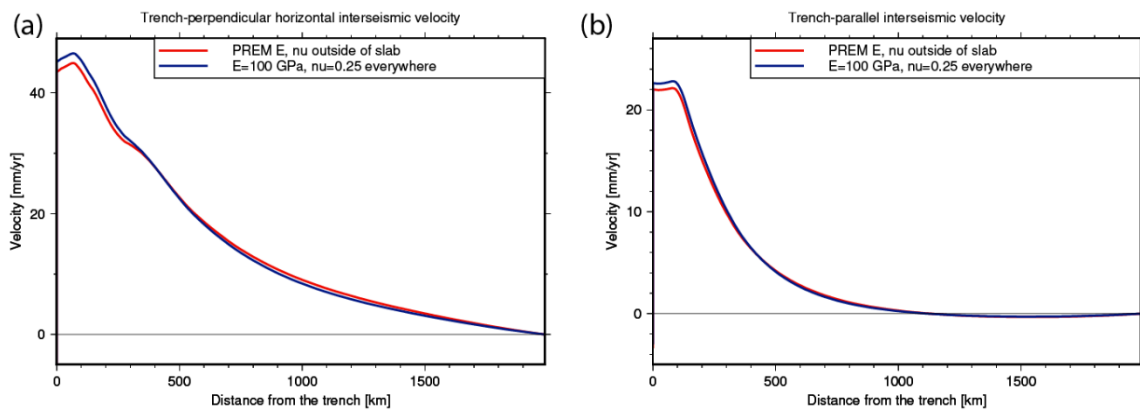 (a)
Trench-perpendicular horizontal interseismic velocity
PREM E, nu outside of slab
E=100 GPa, nu=0.25 everywhere
Velocity [mm/yr]
40
20
0
0
500
1000
1500
Distance from the trench [km]
(b)
Trench-parallel interseismic velocity
PREM E, nu outside of slab
E=100 GPa, nu=0.25 everywhere
Velocity [mm/yr]
20
10
0
0
500
1000
1500
Distance from the trench [km]